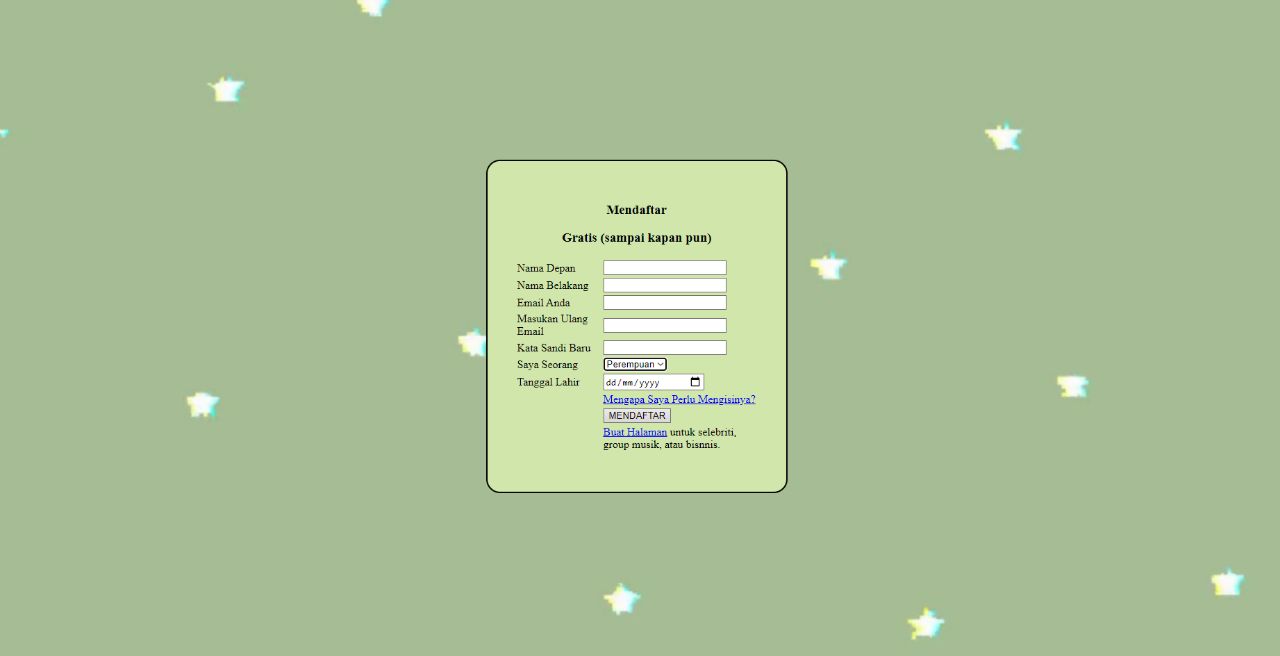 Mendaftar
Gratis (sampai kapan pun)
Nama Depan
Nama Belakang
Email Anda
Masukan Ulang
Email
Kata Sandi Baru
Saya Seorang Perempuan
Tanggal Lahir dd/mm/yyyy
Mengapa Saya Perlu Mengisinya?
MENDAFTAR
Buat Halaman untuk selebriti,
group musik, atau bisnnis.